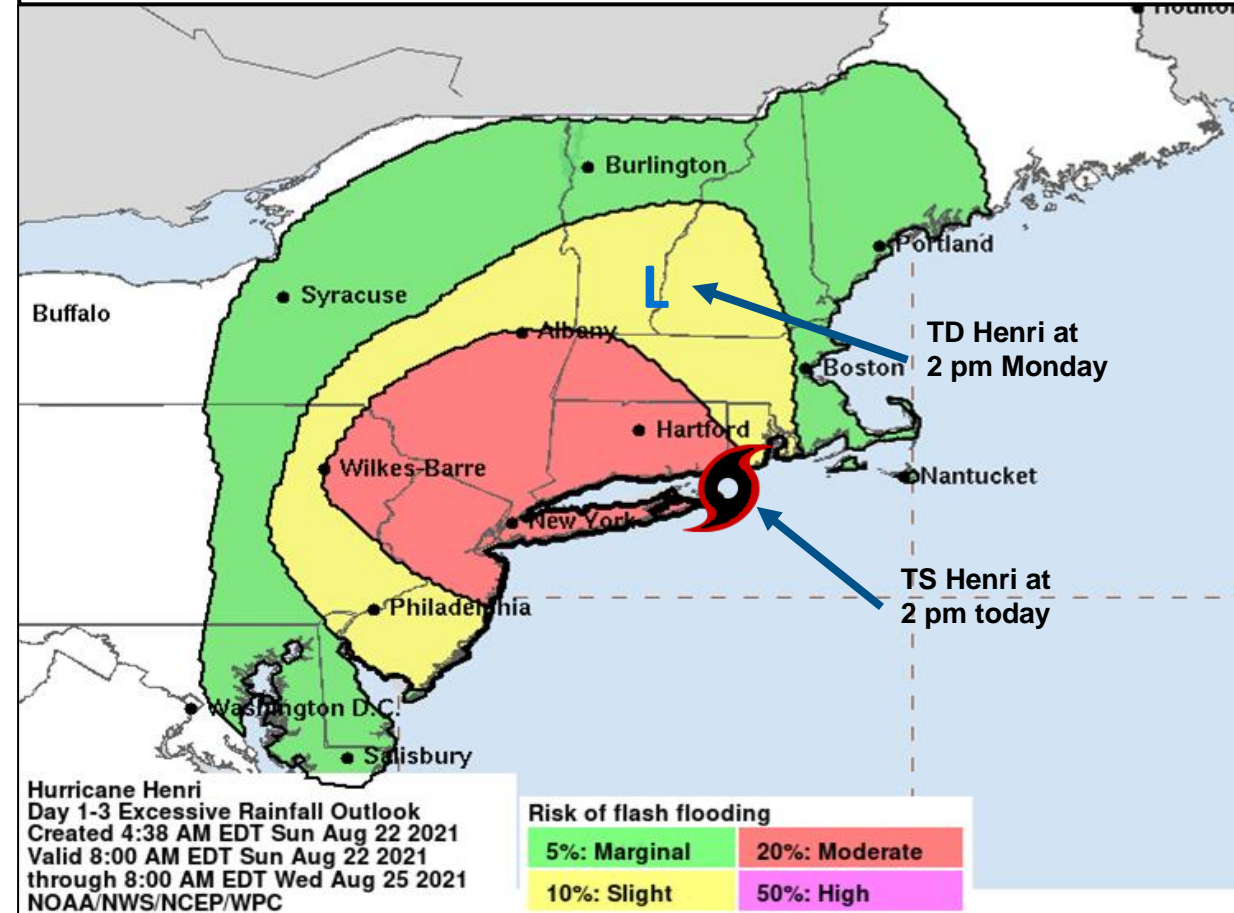 Houlton
Burlington
Portland
Syracuse
Buffalo
L
Albany
TD Henri at
2 pm Monday
Boston
Hartford
Wilkes-Barre
Nantucket
New York
TS Henri at
2 pm today
Philadelphia
Washington D.C.
Salisbury
Hurricane Henri
Day 1-3 Excessive Rainfall Outlook
Created 4:38 AM EDT Sun Aug 22 2021
Valid 8:00 AM EDT Sun Aug 22 2021
through 8:00 AM EDT Wed Aug 25 2021
NOAA/NWS/NCEP/WPC
Risk of flash flooding
5%: Marginal
20%: Moderate
10%: Slight
50%: High